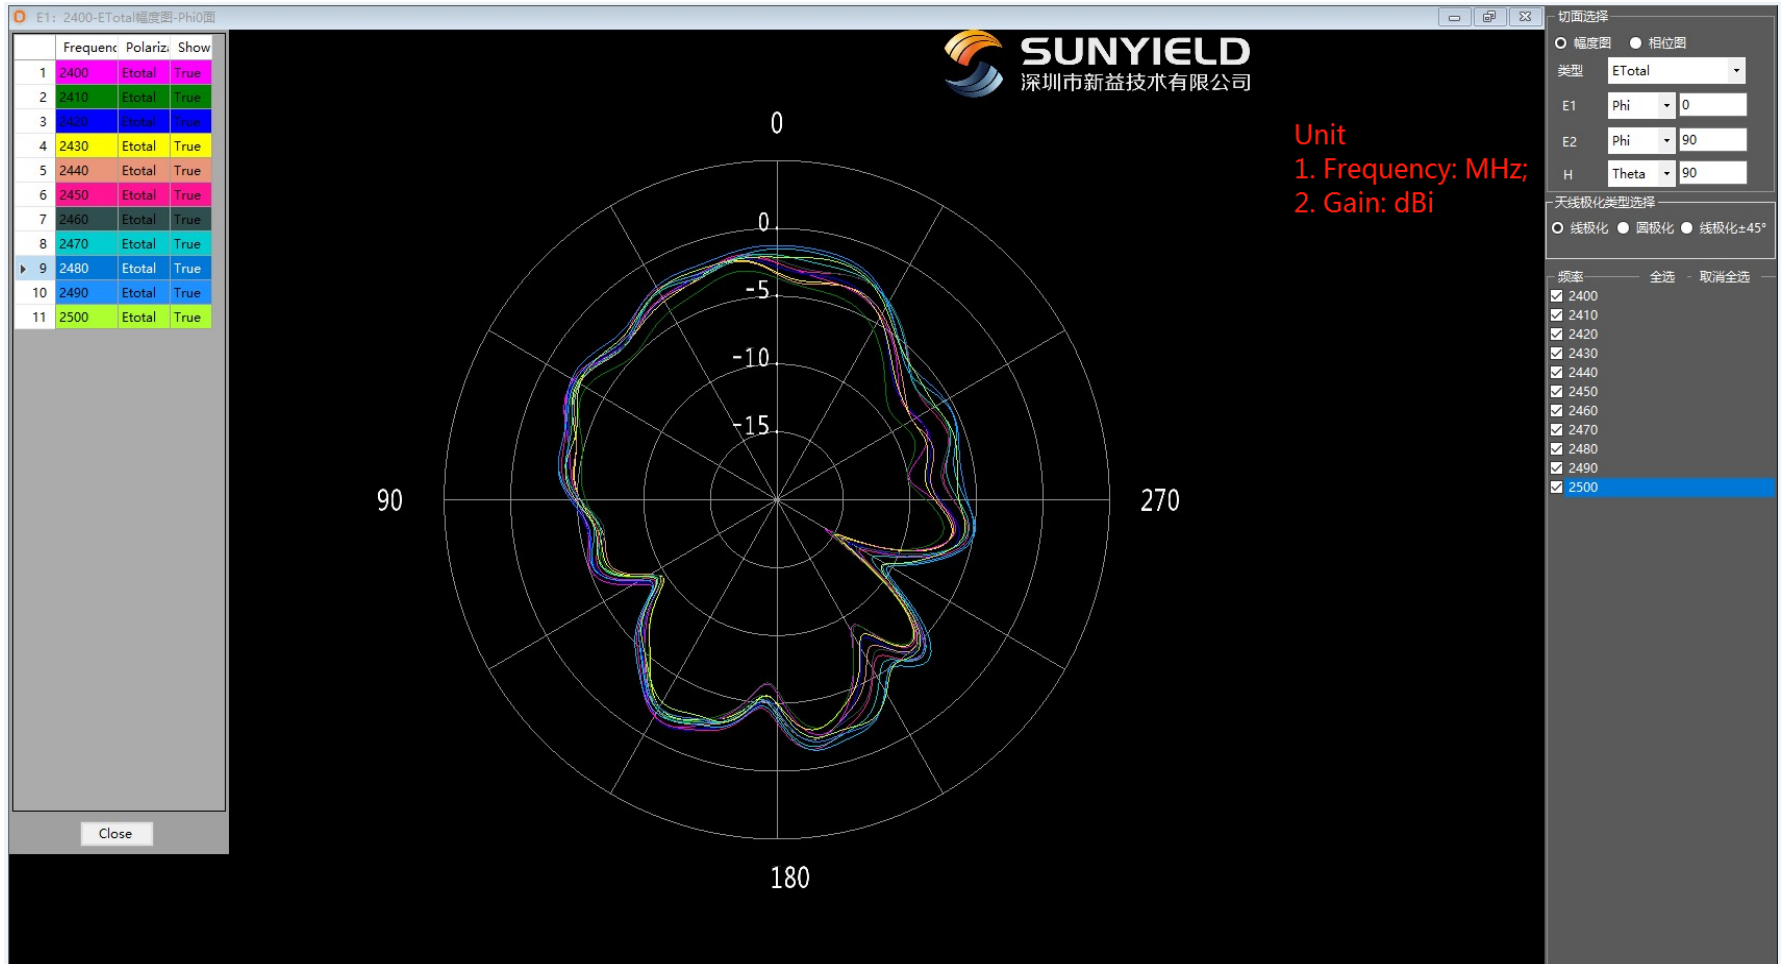 E1: 2400-ETotal幅度图-Phi0面
Frequenc Polariz: Show
1 2400 Etotal True
2 2410 Etotal True
3 2420 Etotal True
4 2430 Etotal True
5 2440 Etotal True
6 2450 Etotal True
7 2460 Etotal True
8 2470 Etotal True
9 2480 Etotal True
10 2490 Etotal True
11 2500 Etotal True
Close
SUNYIELD
深圳市新益技术有限公司
Unit
1. Frequency: MHz;
2. Gain: dBi
0
0
-5
-10
-15
90
270
180
切面选择
幅度图 相位图
类型 ETotal
E1 Phi 0
E2 Phi 90
H Theta 90
天线极化类型选择
线极化 圆极化 线极化±45°
频率 全选 取消全选
2400
2410
2420
2430
2440
2450
2460
2470
2480
2490
2500